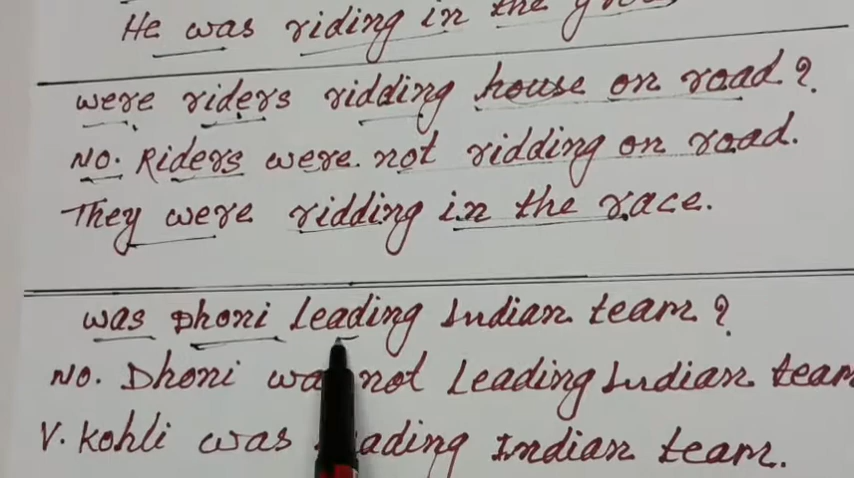 He was riding in the
were riders ridding house on road?
No. Riders were not ridding on road.
They were ridding in the race.
was Dhoni leading Indian team?
No. Dhoni was not leading Indian team
V. Kohli was leading Indian team.